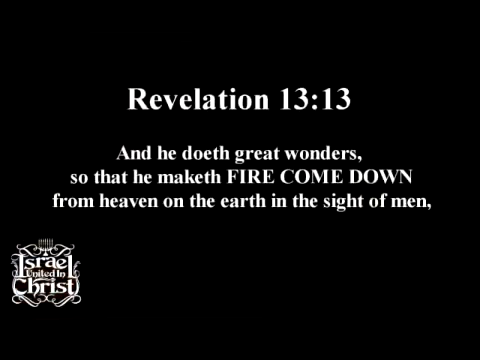 Revelation 13:13
And he doeth great wonders,
so that he maketh FIRE COME DOWN
from heaven on the earth in the sight of men,
Israel
United In
Christ